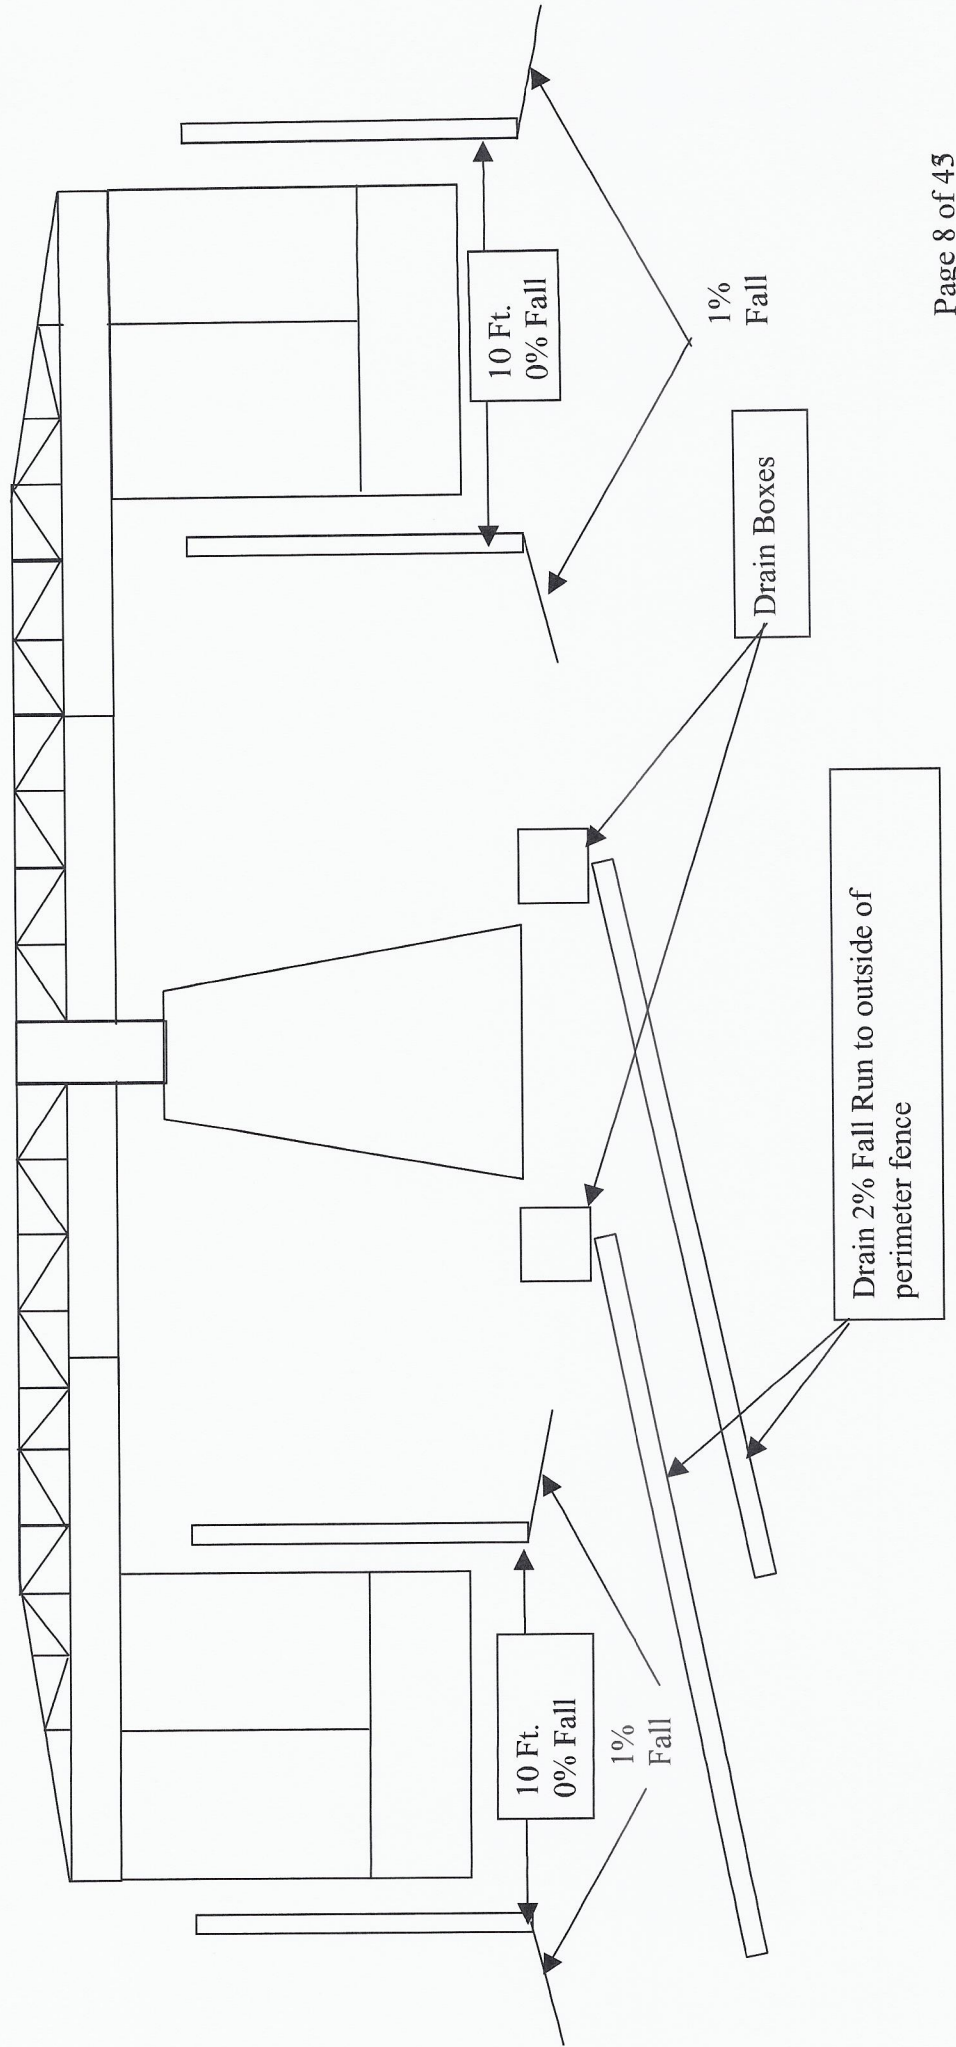 10 Ft.
0% Fall
1%
Fall
10 Ft.
0% Fall
1%
Fall
Drain Boxes
Drain 2% Fall Run to outside of
perimeter fence
Page 8 of 43